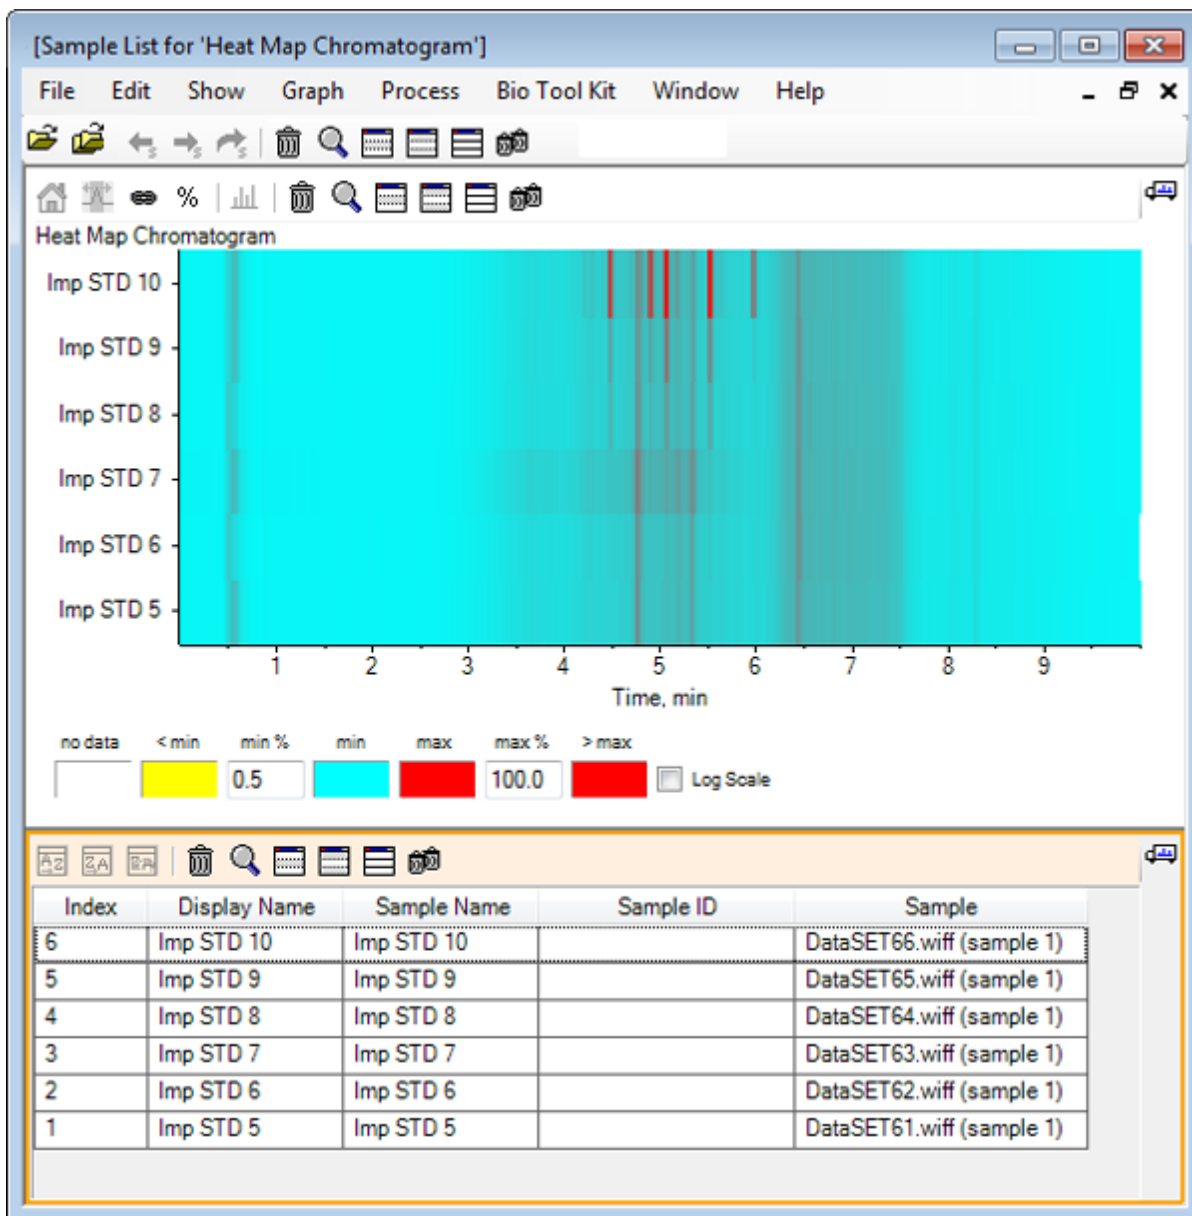 [Sample List for 'Heat Map Chromatogram']
File Edit Show Graph Process Bio Tool Kit Window Help
%
Heat Map Chromatogram
Imp STD 10
Imp STD 9
Imp STD 8
Imp STD 7
Imp STD 6
Imp STD 5
1 2 3 4 5 6 7 8 9
Time, min
no data < min min % min max max % > max
0.5 100.0 Log Scale
Index Display Name Sample Name Sample ID Sample
6 Imp STD 10 Imp STD 10 DataSET66.wiff (sample 1)
5 Imp STD 9 Imp STD 9 DataSET65.wiff (sample 1)
4 Imp STD 8 Imp STD 8 DataSET64.wiff (sample 1)
3 Imp STD 7 Imp STD 7 DataSET63.wiff (sample 1)
2 Imp STD 6 Imp STD 6 DataSET62.wiff (sample 1)
1 Imp STD 5 Imp STD 5 DataSET61.wiff (sample 1)